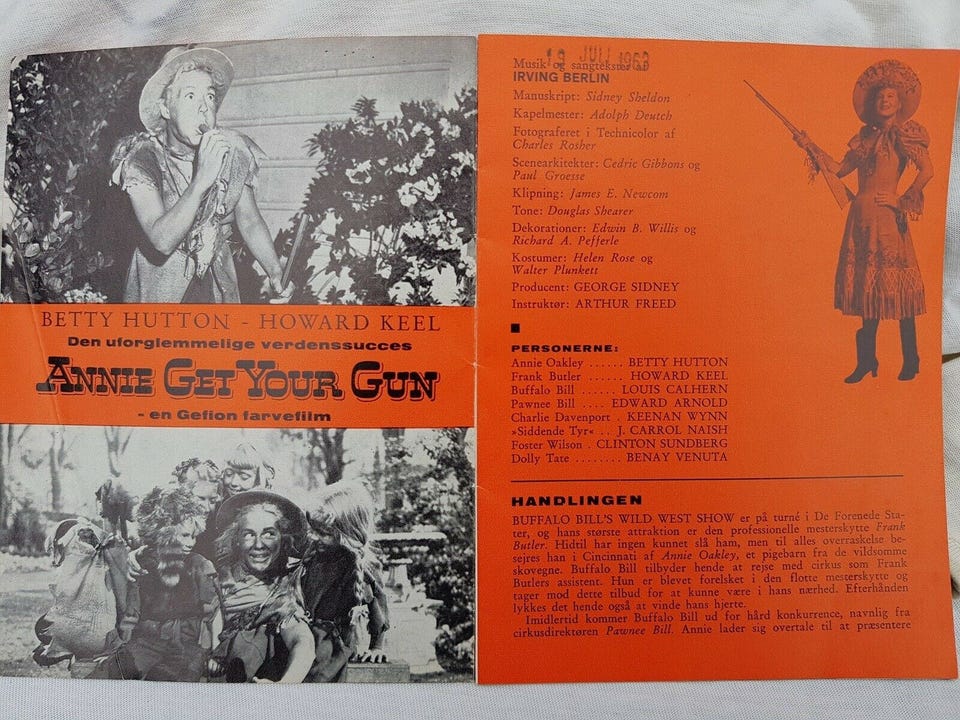 BETTY HUTTON - HOWARD KEEL
Den uforglemmelige verdenssucces
ANNIE GET YOUR GUN
- en Gefion farvefilm
19 JULI 1963
Musik og sangtekster af
IRVING BERLIN
Manuskript: Sidney Sheldon
Kapelmester: Adolph Deutch
Fotograferet i Technicolor af
Charles Rosher
Scenearkitekter: Cedric Gibbons og
Paul Groesse
Klipning: James E. Newcom
Tone: Douglas Shearer
Dekorationer: Edwin B. Willis og
Richard A. Pefferle
Kostumer: Helen Rose og
Walter Plunkett
Producent: GEORGE SIDNEY
Instruktør: ARTHUR FREED
PERSONERNE:
Annie Oakley ...... BETTY HUTTON
Frank Butler ...... HOWARD KEEL
Buffalo Bill ...... LOUIS CALHERN
Pawnee Bill .... EDWARD ARNOLD
Charlie Davenport . KEENAN WYNN
»Siddende Tyr« .. J. CARROL NAISH
Foster Wilson . CLINTON SUNDBERG
Dolly Tate ........ BENAY VENUTA
HANDLINGEN
BUFFALO BILL'S WILD WEST SHOW er på turné i De Forenede Sta-
ter, og hans største attraktion er den professionelle mesterskytte Frank
Butler. Hidtil har ingen kunnet slå ham, men til alles overraskelse be-
sejres han i Cincinnati af Annie Oakley, et pigebarn fra de vildsomme
skovegne. Buffalo Bill tilbyder hende at rejse med cirkus som Frank
Butlers assistent. Hun er blevet forelsket i den flotte mesterskytte og
tager mod dette tilbud for at kunne være i hans nærhed. Efterhånden
lykkes det hende også at vinde hans hjerte.
Imidlertid kommer Buffalo Bill ud for hård konkurrence, navnlig fra
cirkusdirektøren Pawnee Bill. Annie lader sig overtale til at præsentere